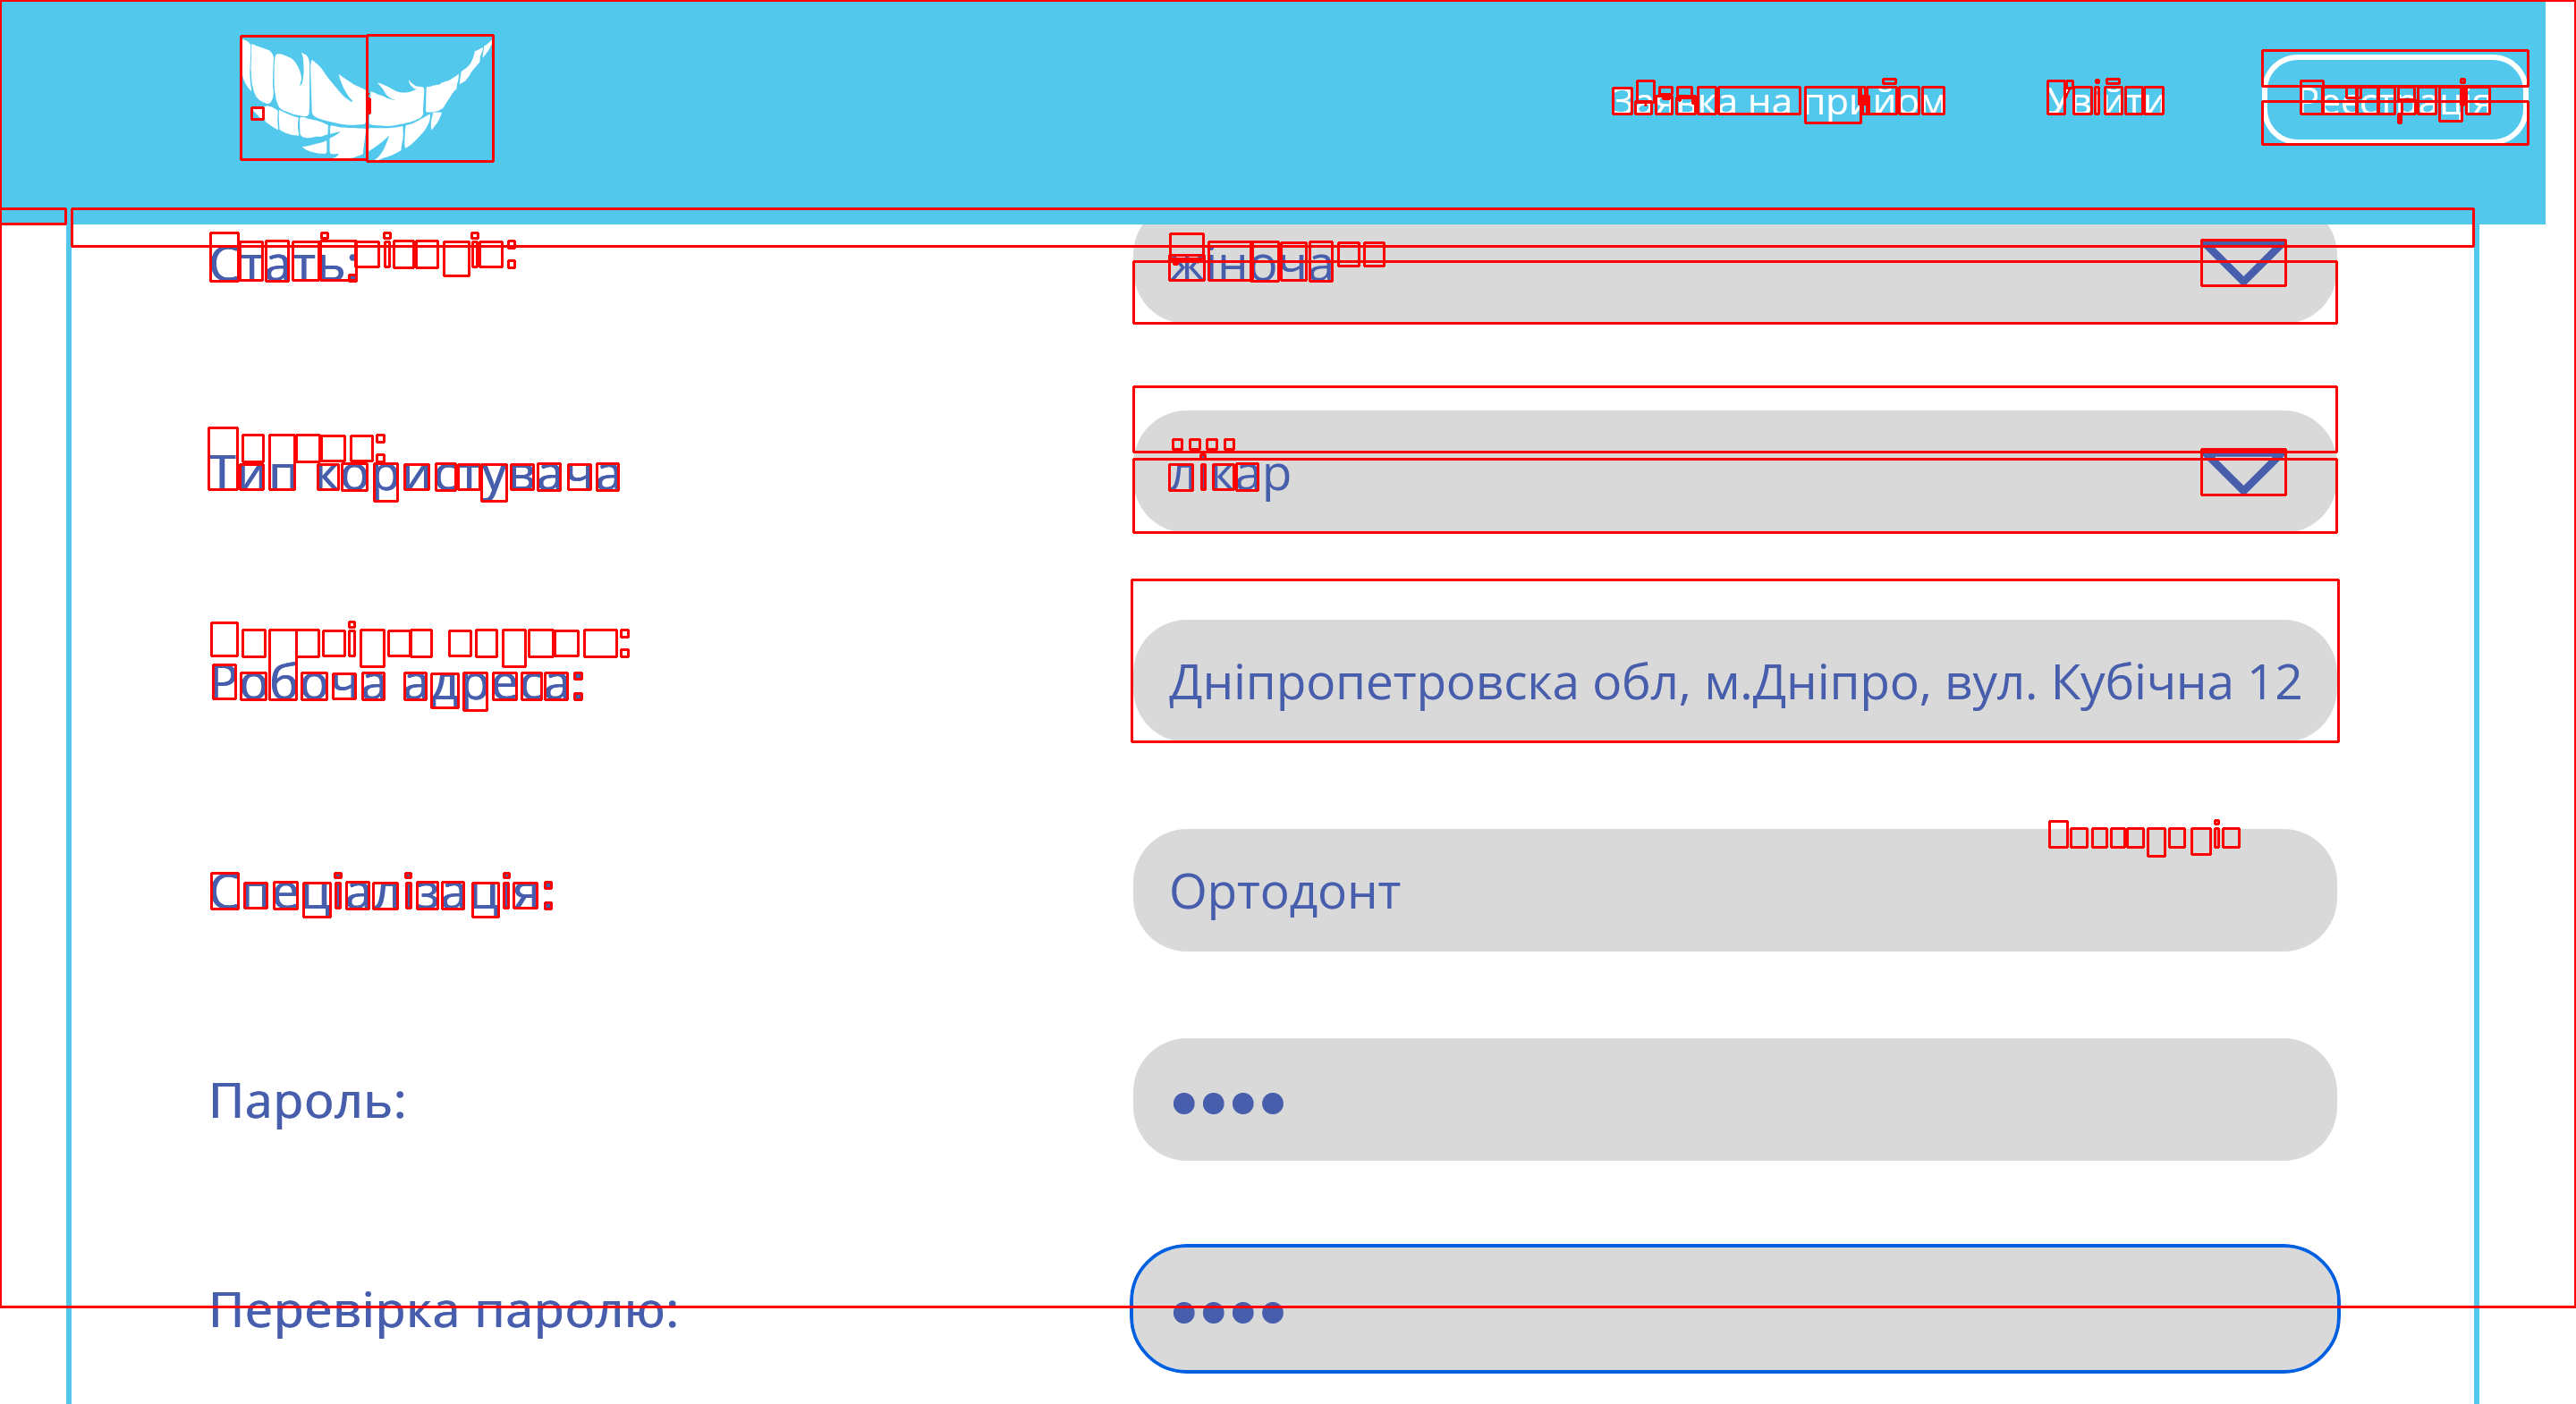 Заявка на прийом Увійти Реєстрація
Стать: жіноча
Тип користувача лікар
Робоча адреса: Дніпропетровска обл, м.Дніпро, вул. Кубічна 12
Спеціалізація: Ортодонт
Пароль: ••••
Перевірка паролю: ••••